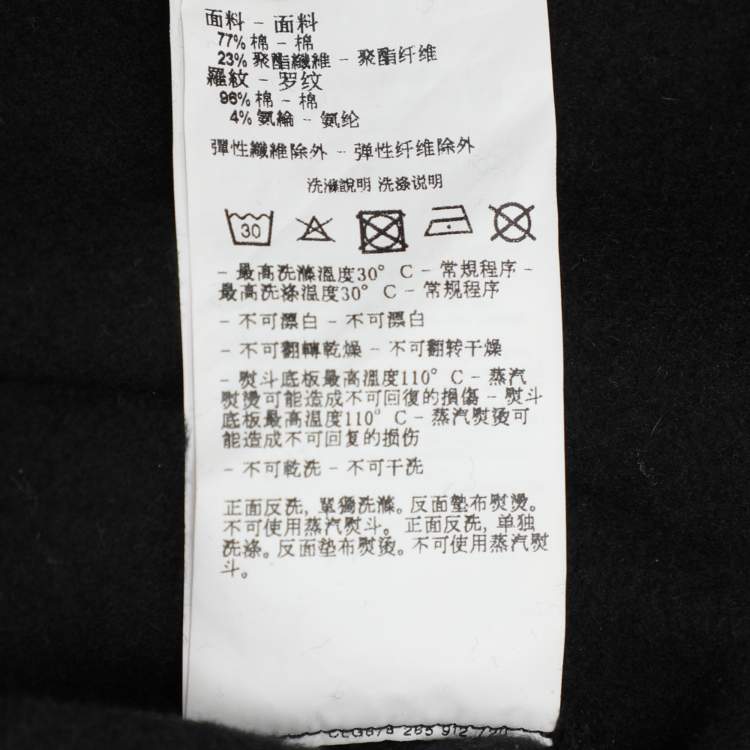 面料 - 面料
77% 棉 - 棉
23% 聚酯纖維 - 聚酯纤维
羅紋 - 罗纹
96% 棉 - 棉
4% 氨綸 - 氨纶
彈性纖維除外 - 弹性纤维除外
洗滌說明 洗涤说明
30
- 最高洗滌溫度30° C - 常規程序 -
最高洗涤温度30° C - 常规程序
- 不可漂白 - 不可漂白
- 不可翻轉乾燥 - 不可翻转干燥
- 熨斗底板最高溫度110° C - 蒸汽
熨燙可能造成不可回復的損傷 - 熨斗
底板最高温度110° C - 蒸汽熨烫可
能造成不可回复的损伤
- 不可乾洗 - 不可干洗
正面反洗, 單獨洗滌。反面墊布熨燙。
不可使用蒸汽熨斗。正面反洗, 单独
洗涤。反面垫布熨烫。不可使用蒸汽熨
斗。